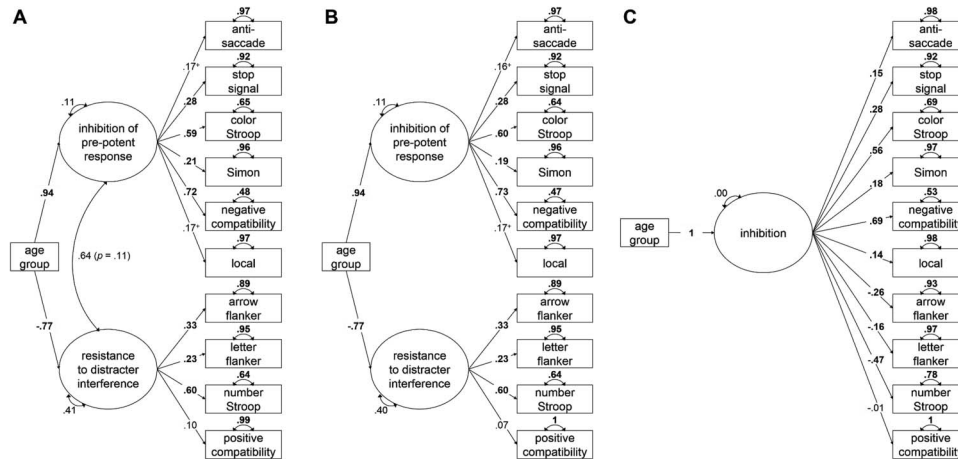 A
.97
anti-
saccade
.92
stop
signal
.65
color
Stroop
.96
Simon
.48
negative
compatibility
.97
local
.89
arrow
flanker
.95
letter
flanker
.64
number
Stroop
.99
positive
compatibility
.17+
.28
.59
.21
.72
.17+
.33
.23
.60
.10
.11
inhibition of
pre-potent
response
.94
age
group
.64 (p = .11)
-.77
resistance
to distracter
interference
.41
B
.97
anti-
saccade
.92
stop
signal
.64
color
Stroop
.96
Simon
.47
negative
compatibility
.97
local
.89
arrow
flanker
.95
letter
flanker
.64
number
Stroop
1
positive
compatibility
.16+
.28
.60
.19
.73
.17+
.33
.23
.60
.07
.11
inhibition of
pre-potent
response
.94
age
group
-.77
resistance
to distracter
interference
.40
C
.98
anti-
saccade
.92
stop
signal
.69
color
Stroop
.97
Simon
.53
negative
compatibility
.98
local
.93
arrow
flanker
.97
letter
flanker
.78
number
Stroop
1
positive
compatibility
.15
.28
.56
.18
.69
.14
-.26
-.16
-.47
-.01
.00
age
group
1
inhibition